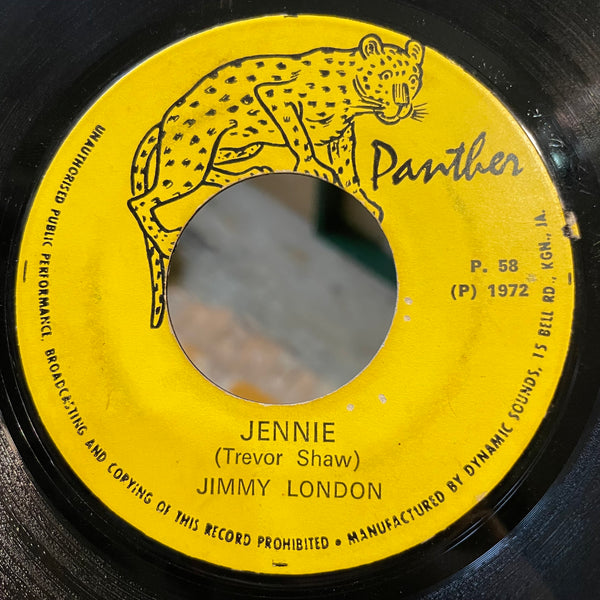 Panther
P. 58
(P) 1972
JENNIE
(Trevor Shaw)
JIMMY LONDON
UNAUTHORISED PUBLIC PERFORMANCE, BROADCASTING AND COPYING OF THIS RECORD PROHIBITED • MANUFACTURED BY DYNAMIC SOUNDS, 15 BELL RD., KGN., JA.